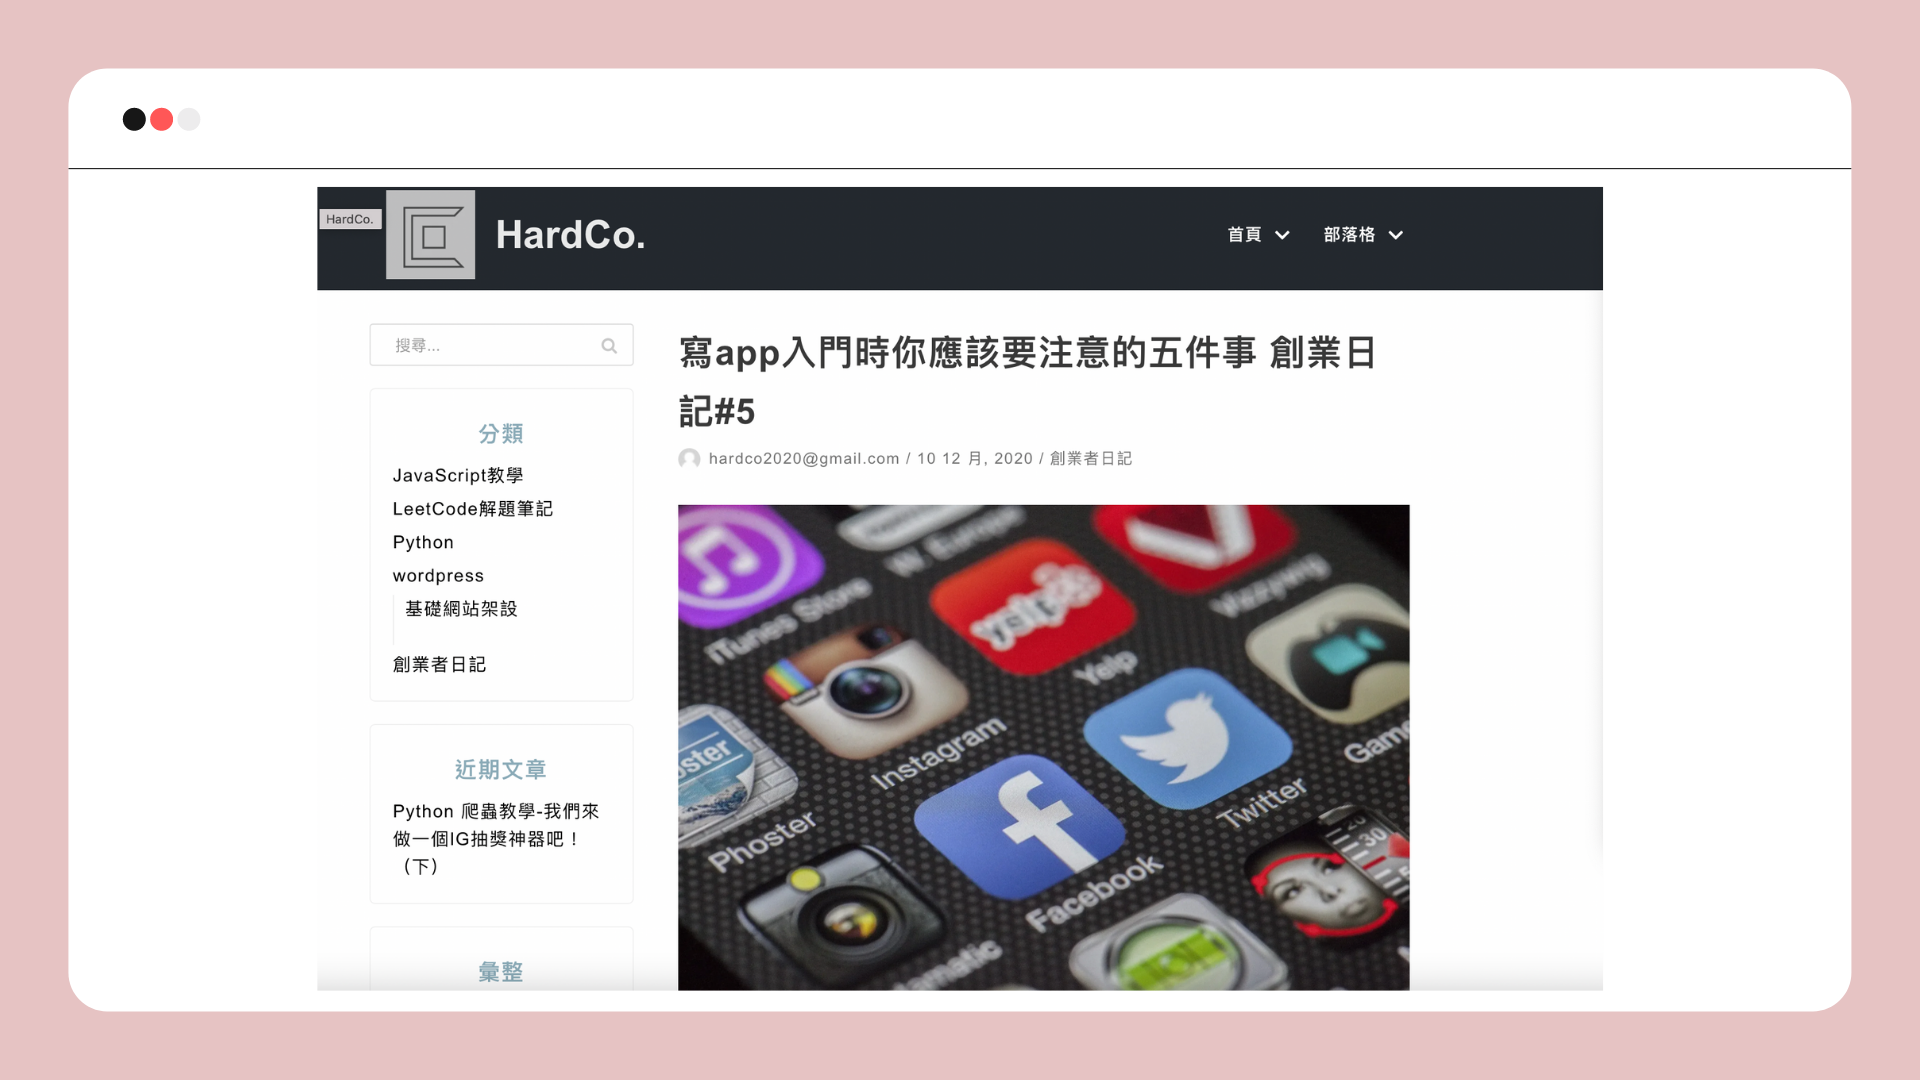 HardCo.
HardCo.
首頁
部落格
搜尋...
分類
JavaScript教學
LeetCode解題筆記
Python
wordpress
基礎網站架設
創業者日記
近期文章
Python 爬蟲教學-我們來
做一個IG抽獎神器吧！
（下）
彙整
寫app入門時你應該要注意的五件事 創業日
記#5
hardco2020@gmail.com / 10 12 月, 2020 / 創業者日記
iTunes Store
W. Europe
yelp
Yelp
Vizzywig
Instagram
Twitter
Game
oster
Phoster
Facebook
amatic
20
30